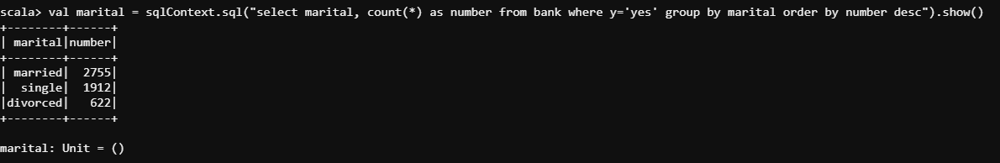 scala> val marital = sqlContext.sql("select marital, count(*) as number from bank where y='yes' group by marital order by number desc").show()
+--------+------+
| marital|number|
+--------+------+
| married|  2755|
|  single|  1912|
|divorced|   622|
+--------+------+
marital: Unit = ()